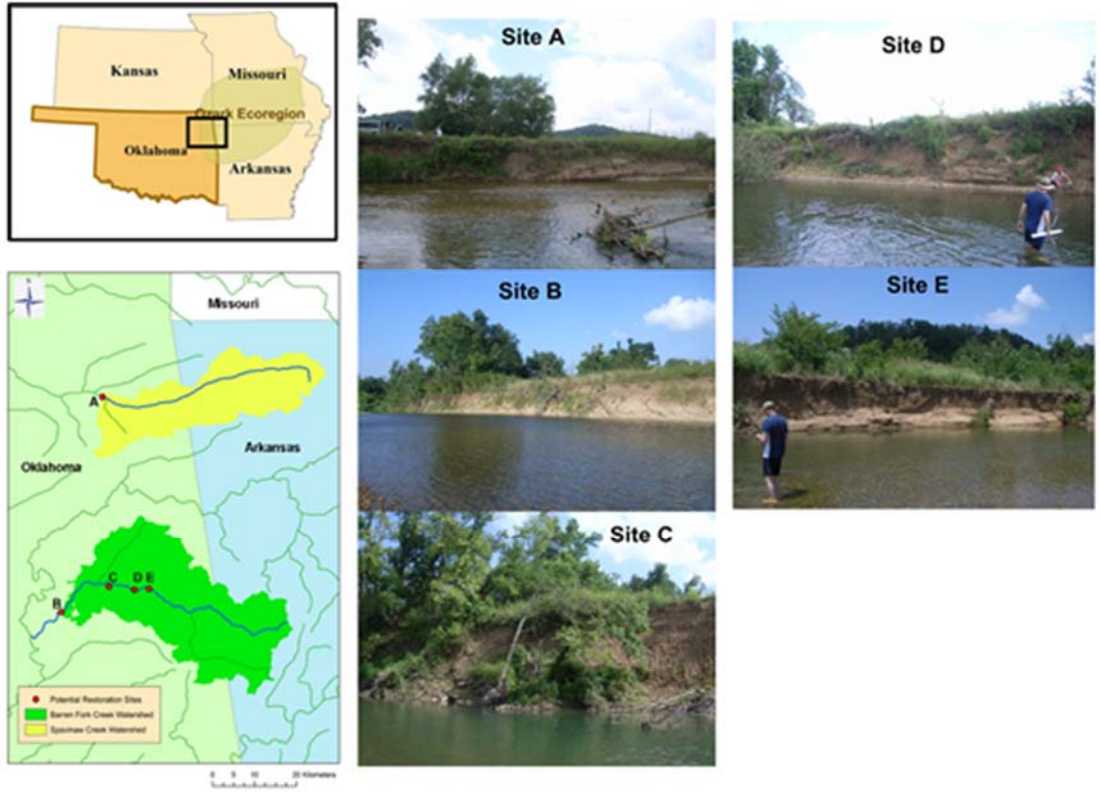 Kansas
Missouri
Ozark Ecoregion
Oklahoma
Arkansas
N
Missouri
A
Arkansas
Oklahoma
C D E
B
Potential Restoration Sites
Barren Fork Creek Watershed
Spavinaw Creek Watershed
0 5 10 20 Kilometers
Site A
Site B
Site C
Site D
Site E